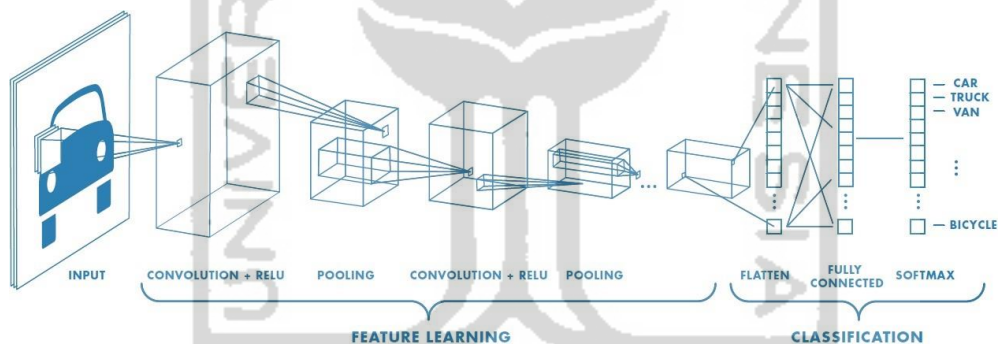 CAR
TRUCK
VAN
BICYCLE
INPUT
CONVOLUTION + RELU
POOLING
CONVOLUTION + RELU
POOLING
FLATTEN
FULLY
CONNECTED
SOFTMAX
FEATURE LEARNING
CLASSIFICATION